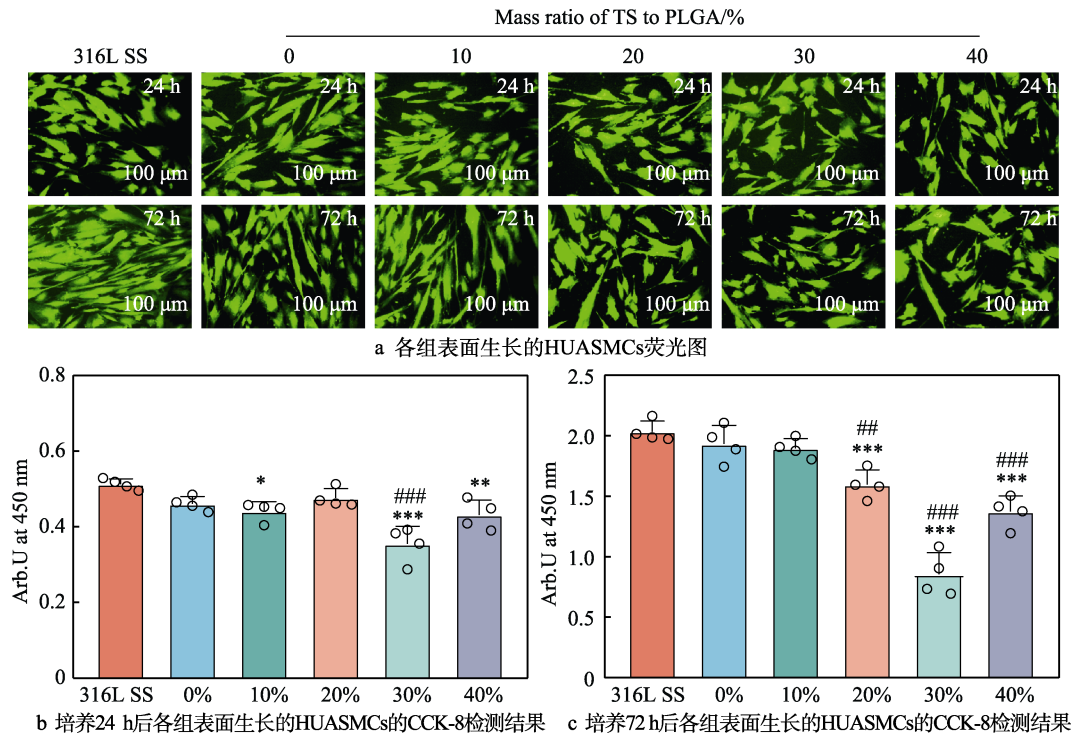 Mass ratio of TS to PLGA/%
316L SS 0 10 20 30 40
24 h 24 h 24 h 24 h 24 h 24 h
100 μm 100 μm 100 μm 100 μm 100 μm 100 μm
72 h 72 h 72 h 72 h 72 h 72 h
100 μm 100 μm 100 μm 100 μm 100 μm 100 μm
a 各组表面生长的HUASMCs荧光图
Arb.U at 450 nm
0.8
0.6
0.4
0.2
0
* ### *** **
316L SS 0% 10% 20% 30% 40%
b 培养24 h后各组表面生长的HUASMCs的CCK-8检测结果
Arb.U at 450 nm
2.5
2.0
1.5
1.0
0.5
0
## *** ### *** ### ***
316L SS 0% 10% 20% 30% 40%
c 培养72 h后各组表面生长的HUASMCs的CCK-8检测结果